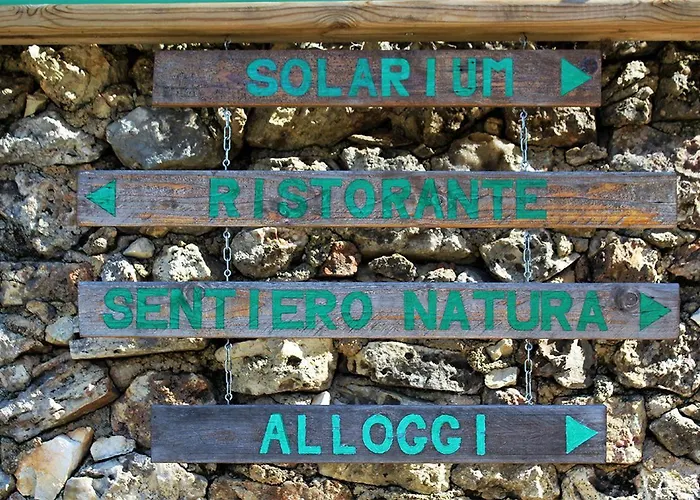 SOLARIUM
RISTORANTE
SENTIERO NATURA
ALLOGGI